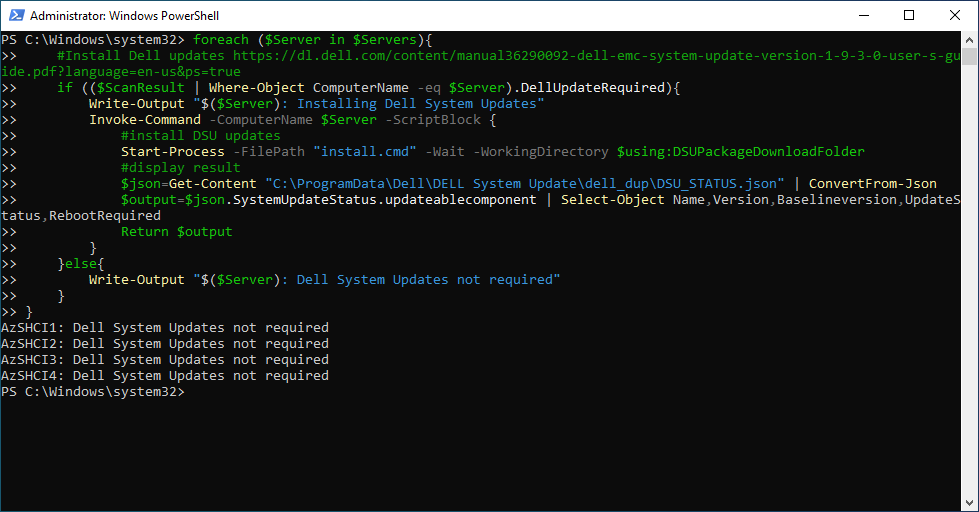 Administrator: Windows PowerShell
PS C:\Windows\system32> foreach ($Server in $Servers){
>>     #Install Dell updates https://dl.dell.com/content/manual36290092-dell-emc-system-update-version-1-9-3-0-user-s-gu
ide.pdf?language=en-us&ps=true
>>     if (($ScanResult | Where-Object ComputerName -eq $Server).DellUpdateRequired){
>>         Write-Output "$($Server): Installing Dell System Updates"
>>         Invoke-Command -ComputerName $Server -ScriptBlock {
>>             #install DSU updates
>>             Start-Process -FilePath "install.cmd" -Wait -WorkingDirectory $using:DSUPackageDownloadFolder
>>             #display result
>>             $json=Get-Content "C:\ProgramData\Dell\DELL System Update\dell_dup\DSU_STATUS.json" | ConvertFrom-Json
>>             $output=$json.SystemUpdateStatus.updateablecomponent | Select-Object Name,Version,Baselineversion,UpdateS
tatus,RebootRequired
>>             Return $output
>>         }
>>     }else{
>>         Write-Output "$($Server): Dell System Updates not required"
>>     }
>> }
AzSHCI1: Dell System Updates not required
AzSHCI2: Dell System Updates not required
AzSHCI3: Dell System Updates not required
AzSHCI4: Dell System Updates not required
PS C:\Windows\system32>